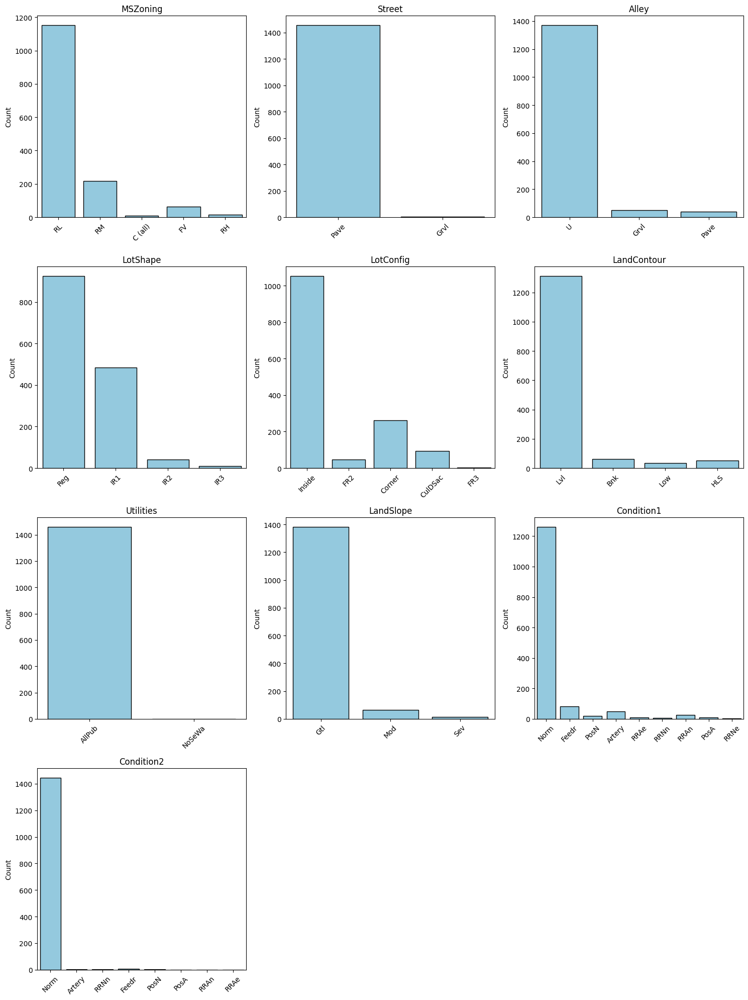 MSZoning
Count
1200
1000
800
600
400
200
0
RL
RM
C (all)
FV
RH
Street
Count
1400
1200
1000
800
600
400
200
0
Pave
Grvl
Alley
Count
1400
1200
1000
800
600
400
200
0
U
Grvl
Pave
LotShape
Count
800
600
400
200
0
Reg
IR1
IR2
IR3
LotConfig
Count
1000
800
600
400
200
0
Inside
FR2
Corner
CulDSac
FR3
LandContour
Count
1200
1000
800
600
400
200
0
Lvl
Bnk
Low
HLS
Utilities
Count
1400
1200
1000
800
600
400
200
0
AllPub
NoSeWa
LandSlope
Count
1400
1200
1000
800
600
400
200
0
Gtl
Mod
Sev
Condition1
Count
1200
1000
800
600
400
200
0
Norm
Feedr
PosN
Artery
RRAe
RRNn
RRAn
PosA
RRNe
Condition2
Count
1400
1200
1000
800
600
400
200
0
Norm
Artery
RRNn
Feedr
PosN
PosA
RRAn
RRAe